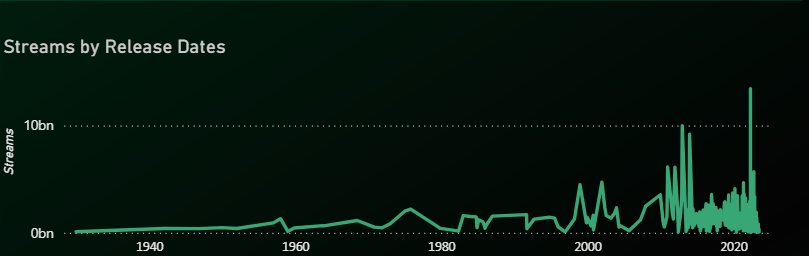 Streams by Release Dates
10bn
Streams
0bn
1940 1960 1980 2000 2020